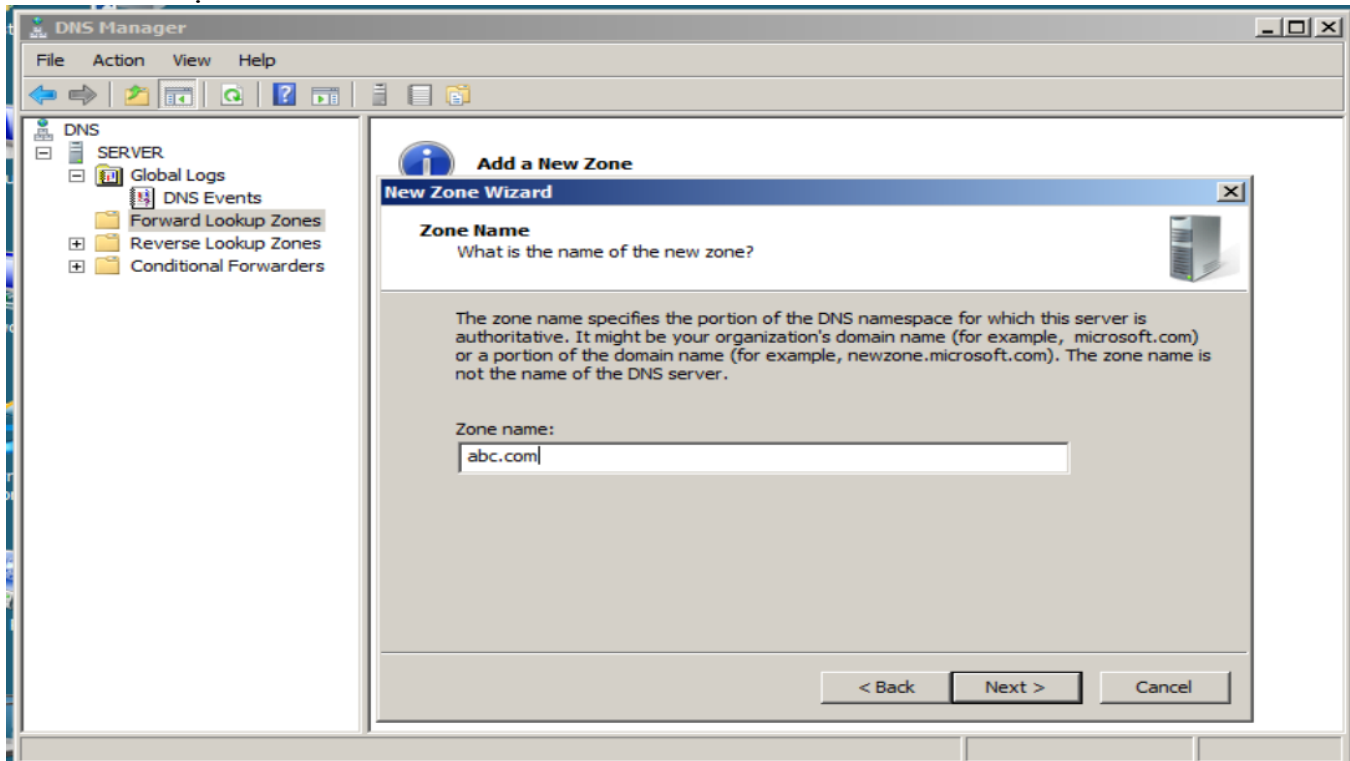 DNS Manager
File Action View Help
DNS
SERVER
Global Logs
DNS Events
Forward Lookup Zones
Reverse Lookup Zones
Conditional Forwarders
Add a New Zone
New Zone Wizard
Zone Name
What is the name of the new zone?
The zone name specifies the portion of the DNS namespace for which this server is
authoritative. It might be your organization's domain name (for example, microsoft.com)
or a portion of the domain name (for example, newzone.microsoft.com). The zone name is
not the name of the DNS server.
Zone name:
abc.com
< Back Next > Cancel